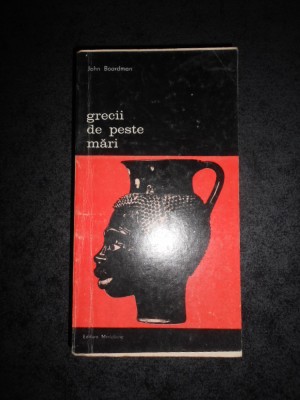 John Boardman
grecii
de peste
mări
Editura Meridiane